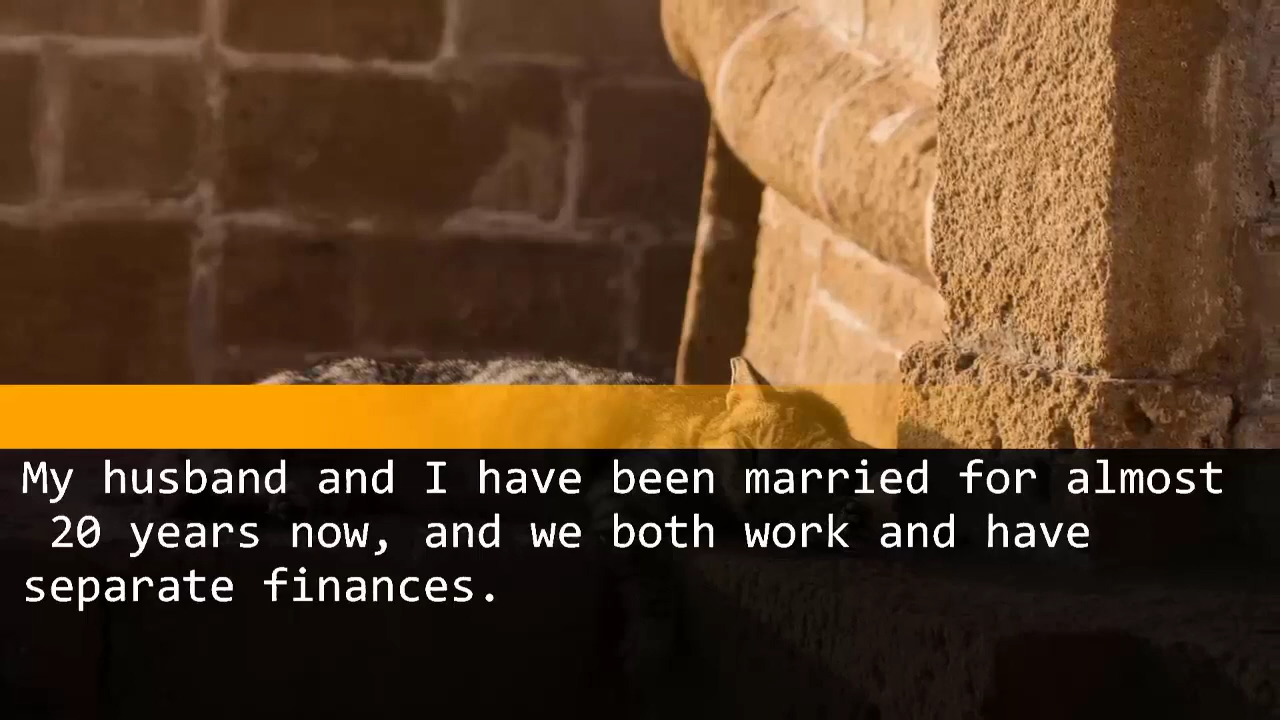 My husband and I have been married for almost
20 years now, and we both work and have
separate finances.